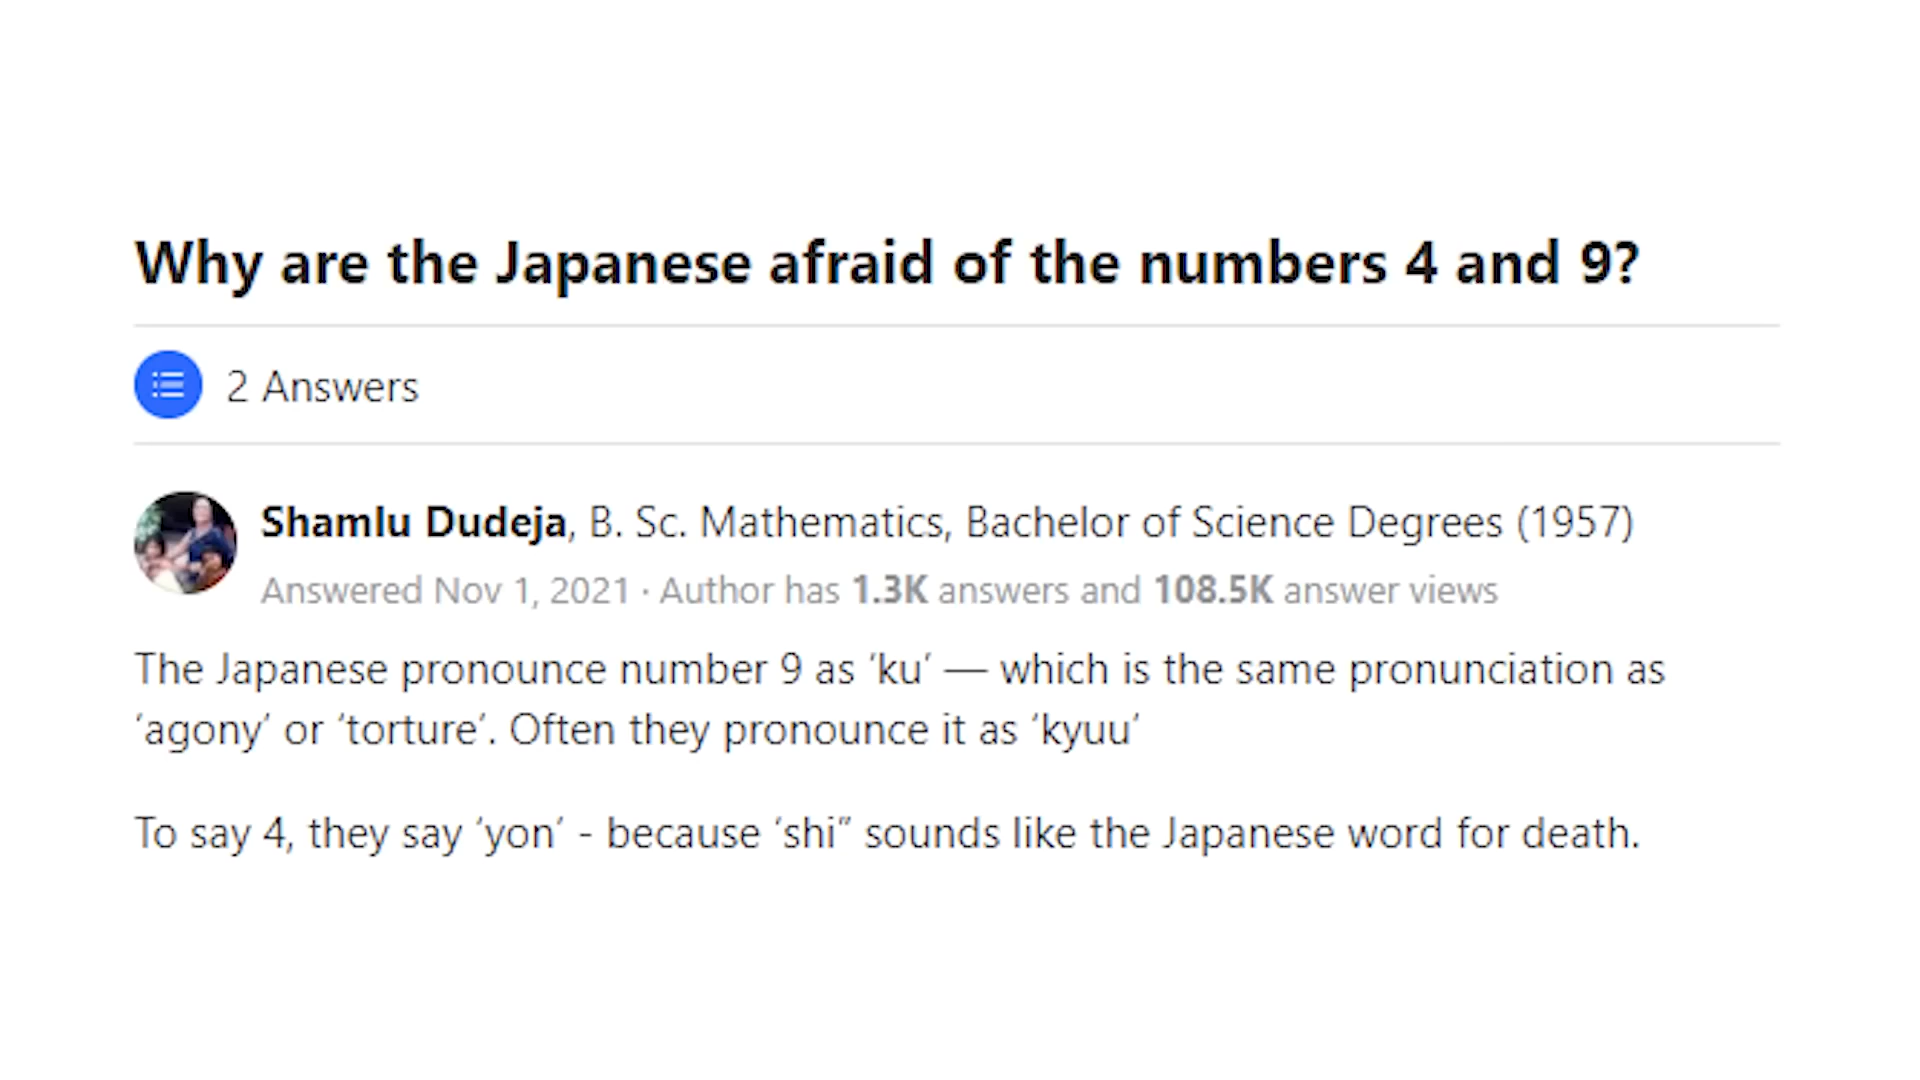 Why are the Japanese afraid of the numbers 4 and 9?
2 Answers
Shamlu Dudeja, B. Sc. Mathematics, Bachelor of Science Degrees (1957)
Answered Nov 1, 2021 · Author has 1.3K answers and 108.5K answer views
The Japanese pronounce number 9 as ‘ku’ — which is the same pronunciation as
‘agony’ or ‘torture’. Often they pronounce it as ‘kyuu’
To say 4, they say ‘yon’ - because ‘shi” sounds like the Japanese word for death.